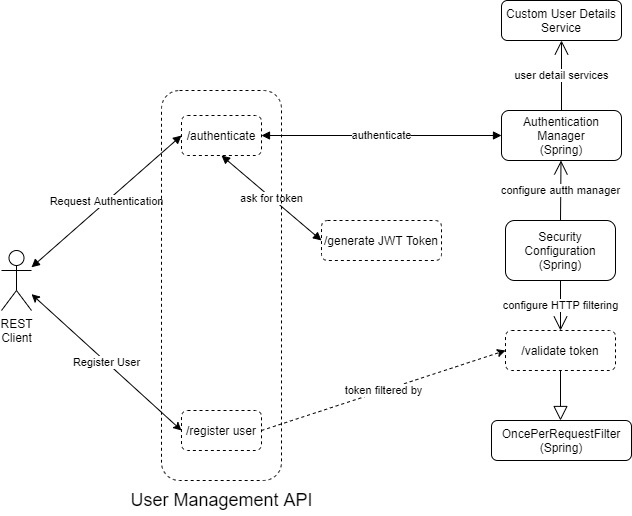 Custom User Details
Service
user detail services
/authenticate
authenticate
Authentication
Manager
(Spring)
Request Authentication
ask for token
configure autth manager
/generate JWT Token
Security
Configuration
(Spring)
REST
Client
configure HTTP filtering
Register User
/validate token
token filtered by
/register user
OncePerRequestFilter
(Spring)
User Management API